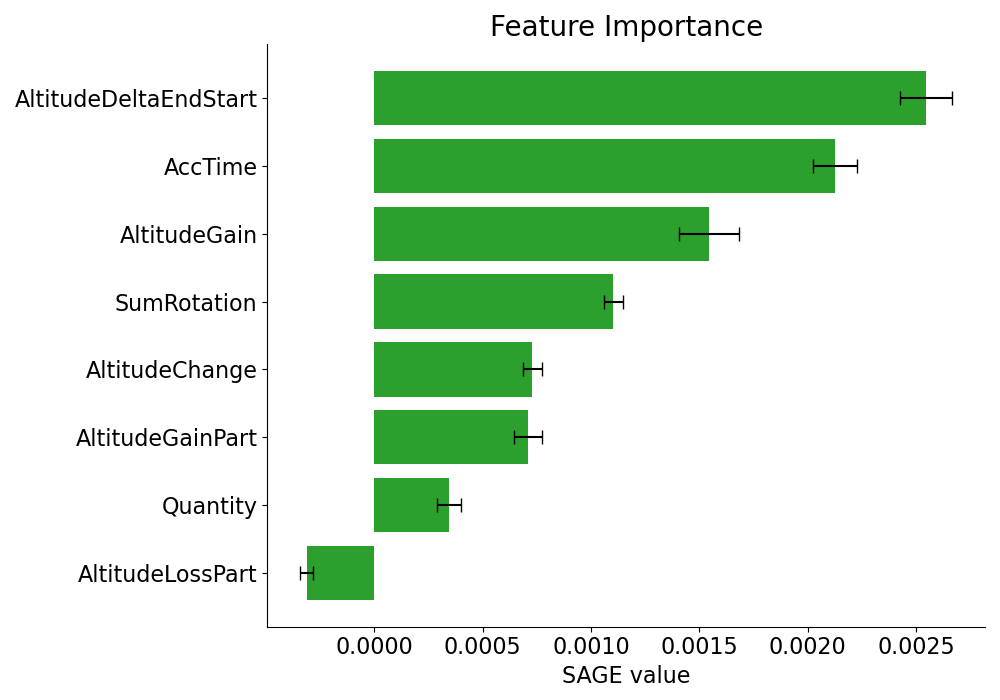 Feature Importance
AltitudeDeltaEndStart
AccTime
AltitudeGain
SumRotation
AltitudeChange
AltitudeGainPart
Quantity
AltitudeLossPart
0.0000 0.0005 0.0010 0.0015 0.0020 0.0025
SAGE value